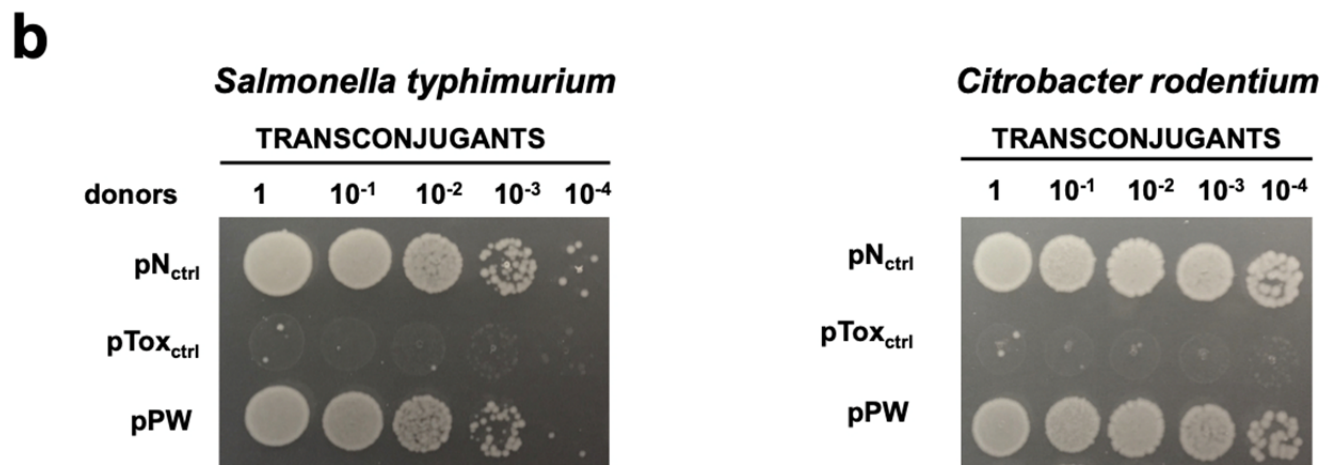 b
Salmonella typhimurium
TRANSCONJUGANTS
donors 1 10⁻¹ 10⁻² 10⁻³ 10⁻⁴
pNctrl
pToxctrl
pPW
Citrobacter rodentium
TRANSCONJUGANTS
1 10⁻¹ 10⁻² 10⁻³ 10⁻⁴
pNctrl
pToxctrl
pPW